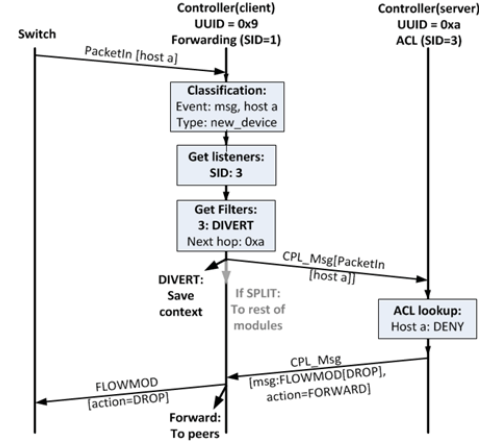 Controller(client)
UUID = 0x9
Forwarding (SID=1)
Controller(server)
UUID = 0xa
ACL (SID=3)
Switch
PacketIn [host a]
Classification:
Event: msg, host a
Type: new_device
Get listeners:
SID: 3
Get Filters:
3: DIVERT
Next hop: 0xa
CPL_Msg[PacketIn
[host a]]
DIVERT:
Save
context
If SPLIT:
To rest of
modules
ACL lookup:
Host a: DENY
CPL_Msg
[msg:FLOWMOD[DROP],
action=FORWARD]
FLOWMOD
[action=DROP]
Forward:
To peers